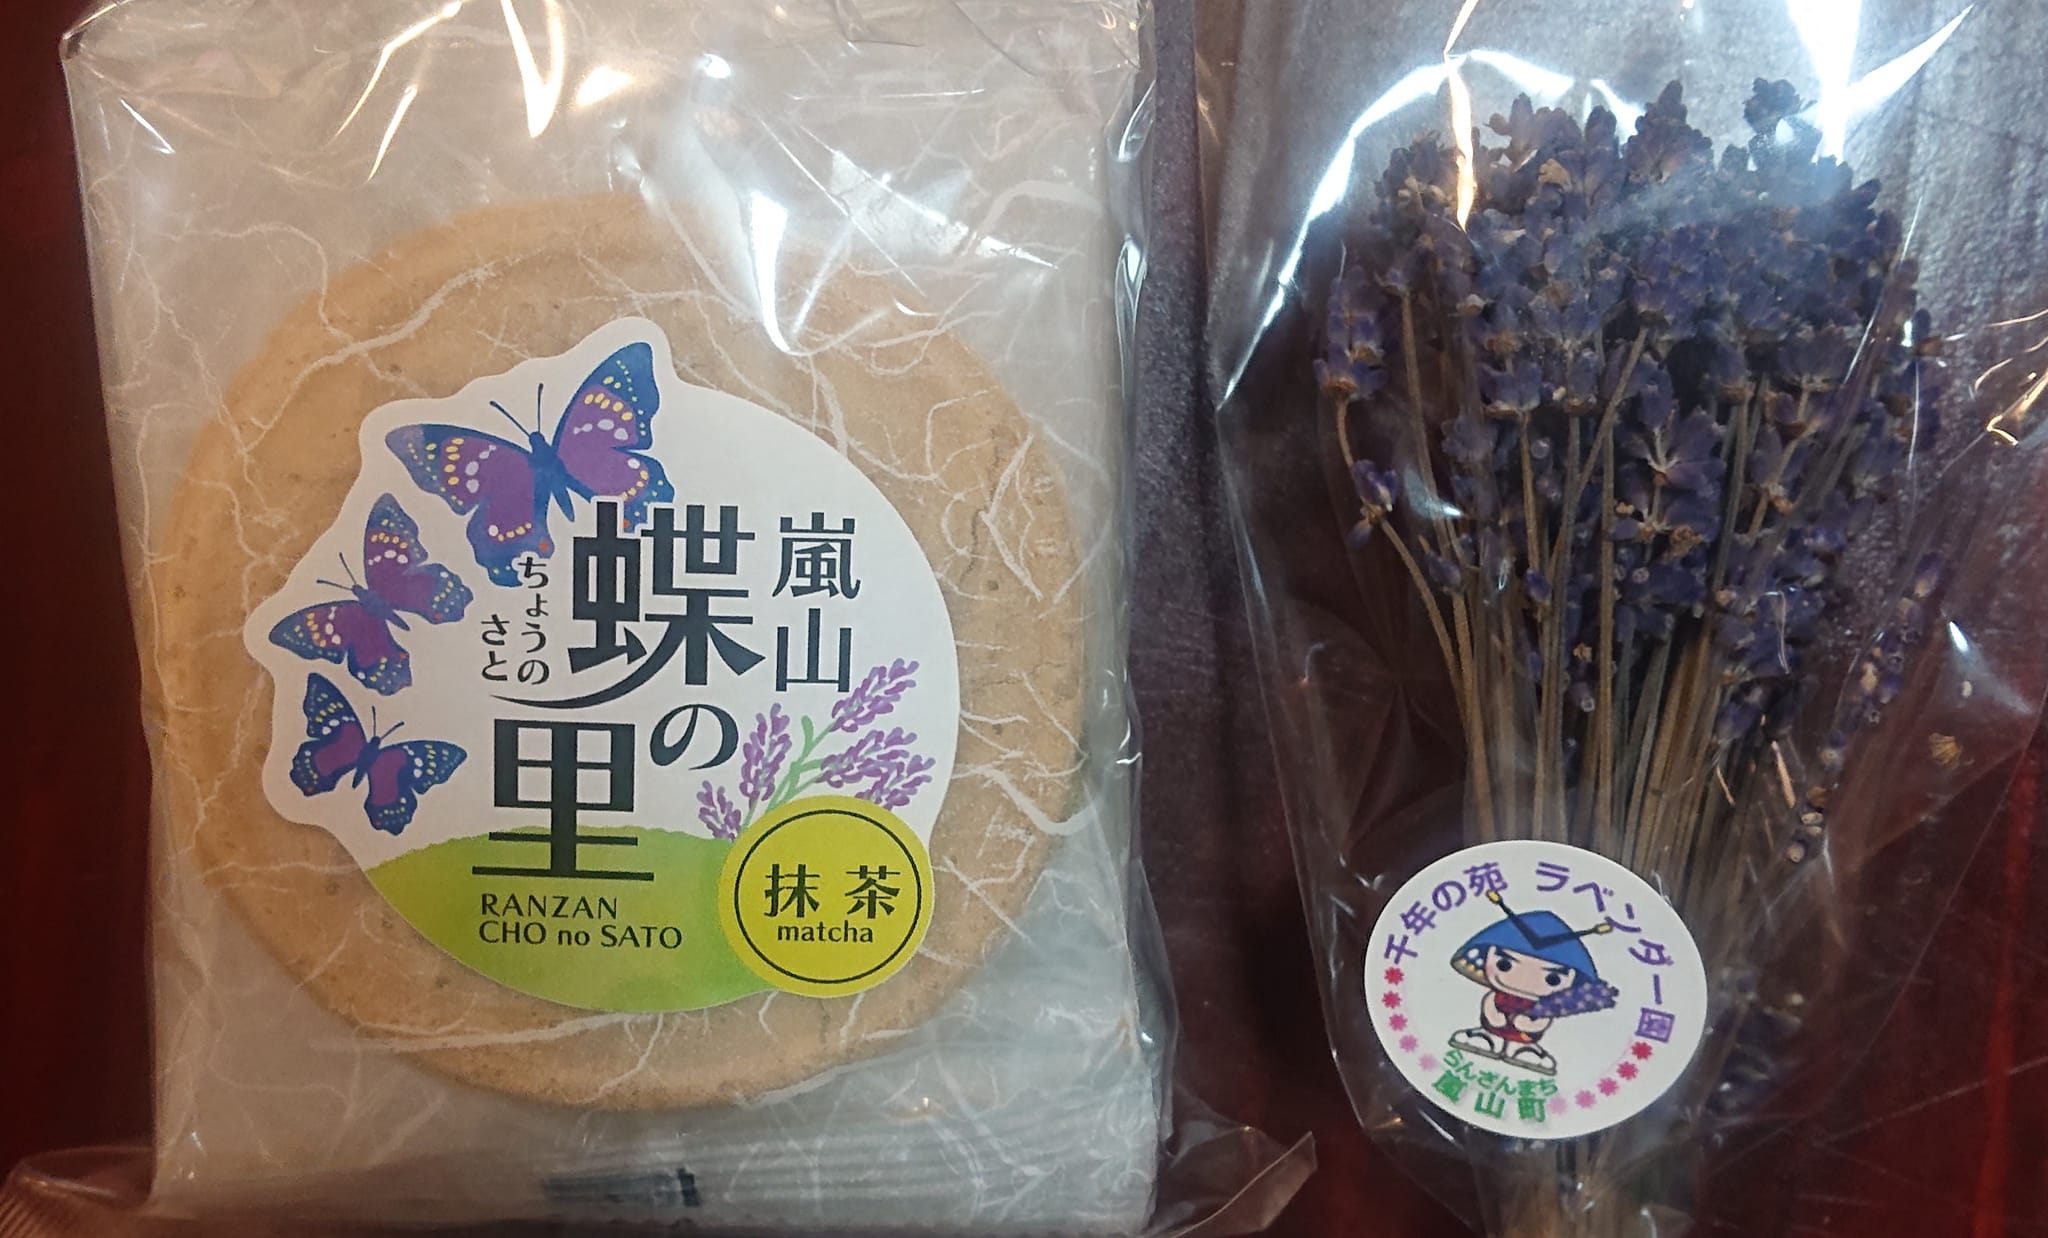 嵐山
蝶の里
ちょうの
さと
RANZAN
CHO no SATO
抹茶
matcha
千年の苑 ラベンダー園
らんざんまち
嵐山町